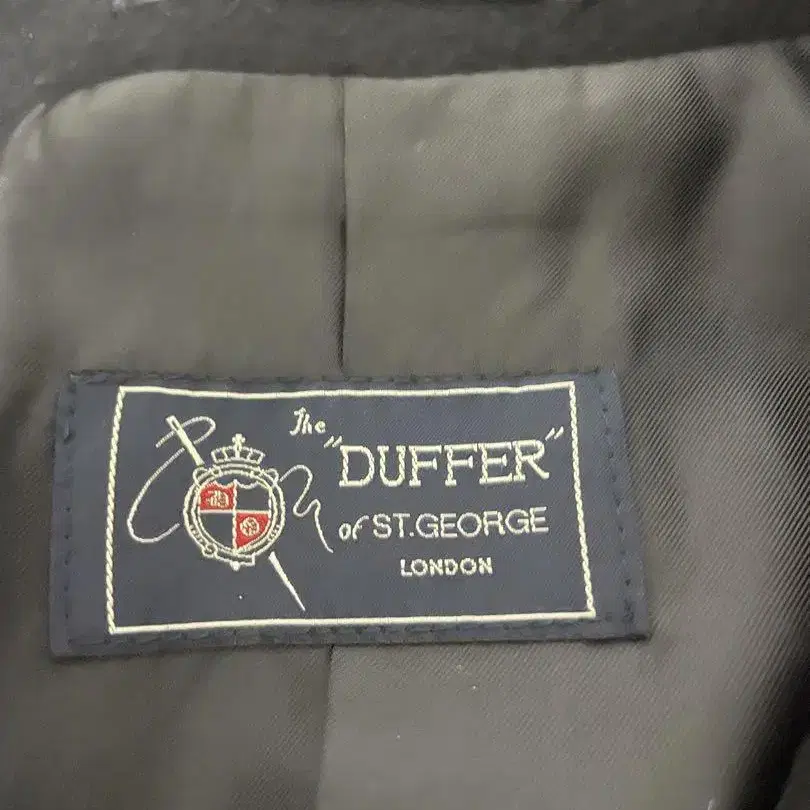 The
"DUFFER"
of ST.GEORGE
LONDON